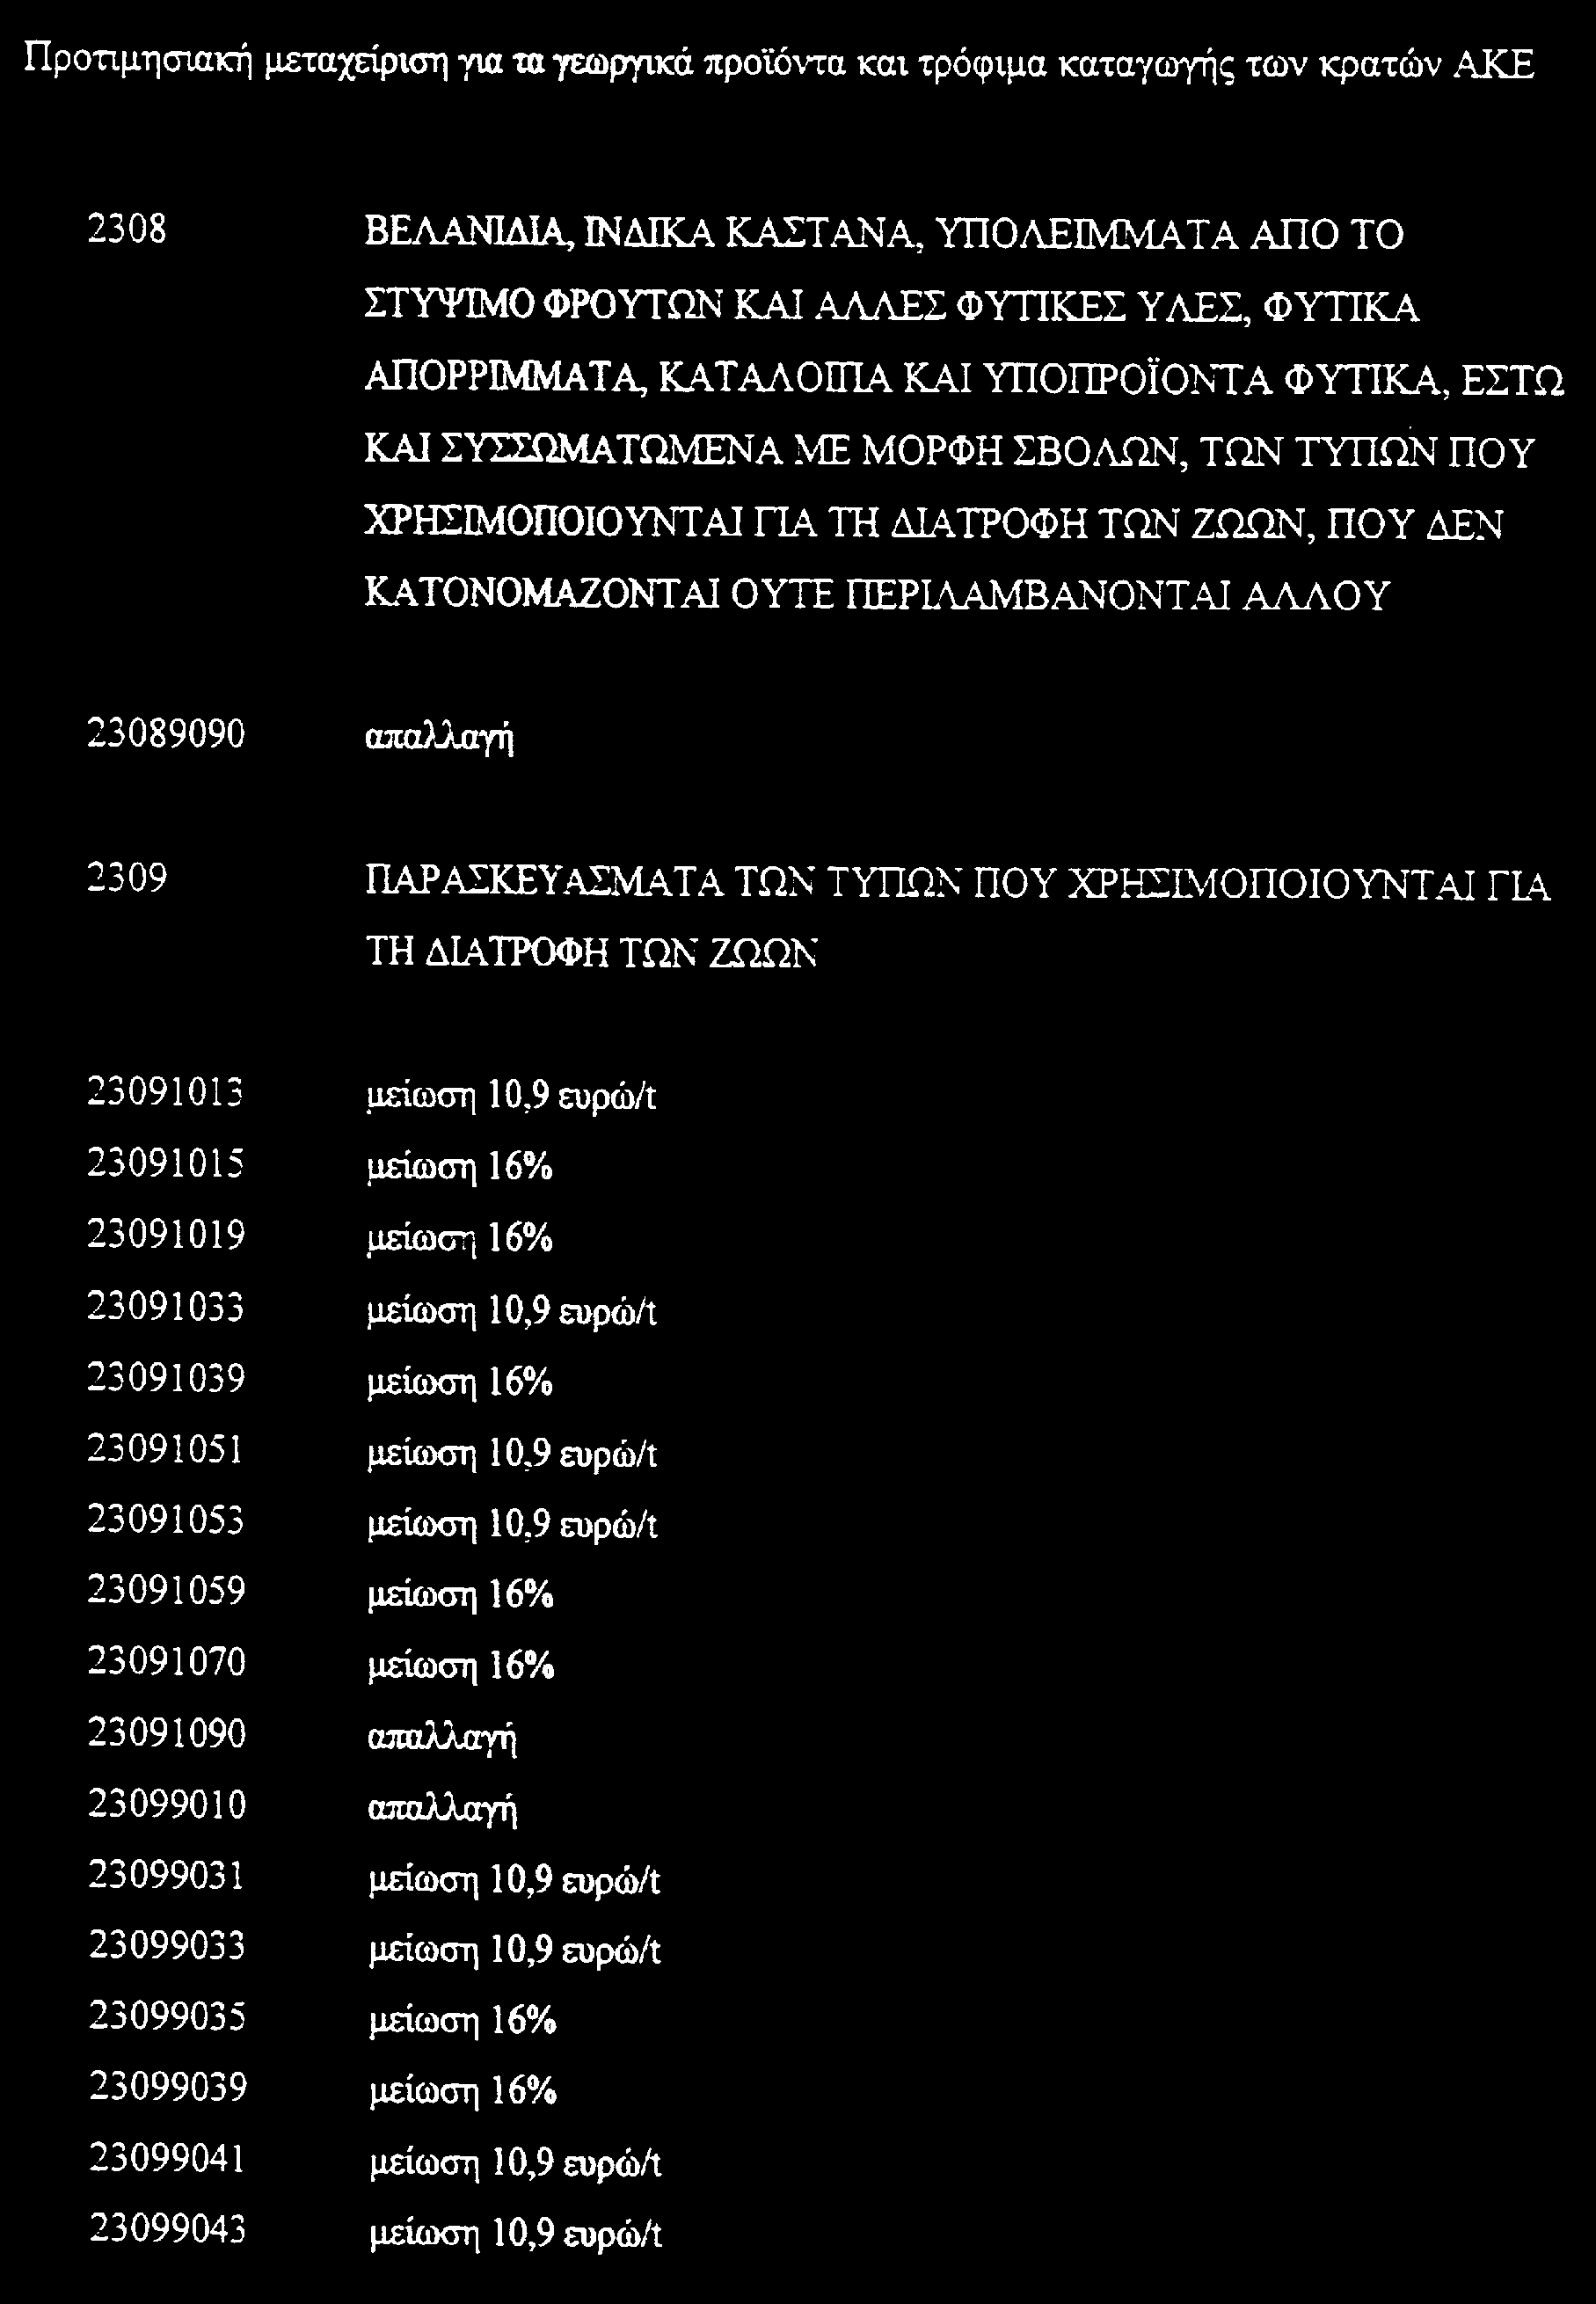 Προτιμησιακή μεταχείριση για τα γεωργικά προϊόντα και τρόφιμα καταγωγής των κρατών ΑΚΕ
2308 ΒΕΛΑΝΙΔΙΑ, ΙΝΔΙΚΑ ΚΑΣΤΑΝΑ, ΥΠΟΛΕΙΜΜΑΤΑ ΑΠΟ ΤΟ
ΣΤΥΨΙΜΟ ΦΡΟΥΤΩΝ ΚΑΙ ΑΛΛΕΣ ΦΥΤΙΚΕΣ ΥΛΕΣ, ΦΥΤΙΚΑ
ΑΠΟΡΡΙΜΜΑΤΑ, ΚΑΤΑΛΟΙΠΑ ΚΑΙ ΥΠΟΠΡΟΪΟΝΤΑ ΦΥΤΙΚΑ, ΕΣΤΩ
ΚΑΙ ΣΥΣΣΩΜΑΤΩΜΕΝΑ ΜΕ ΜΟΡΦΗ ΣΒΟΛΩΝ, ΤΩΝ ΤΥΠΩΝ ΠΟΥ
ΧΡΗΣΙΜΟΠΟΙΟΥΝΤΑΙ ΓΙΑ ΤΗ ΔΙΑΤΡΟΦΗ ΤΩΝ ΖΩΩΝ, ΠΟΥ ΔΕΝ
ΚΑΤΟΝΟΜΑΖΟΝΤΑΙ ΟΥΤΕ ΠΕΡΙΛΑΜΒΑΝΟΝΤΑΙ ΑΛΛΟΥ
23089090 απαλλαγή
2309 ΠΑΡΑΣΚΕΥΑΣΜΑΤΑ ΤΩΝ ΤΥΠΩΝ ΠΟΥ ΧΡΗΣΙΜΟΠΟΙΟΥΝΤΑΙ ΓΙΑ
ΤΗ ΔΙΑΤΡΟΦΗ ΤΩΝ ΖΩΩΝ
23091013 μείωση 10,9 ευρώ/t
23091015 μείωση 16%
23091019 μείωση 16%
23091033 μείωση 10,9 ευρώ/t
23091039 μείωση 16%
23091051 μείωση 10,9 ευρώ/t
23091053 μείωση 10,9 ευρώ/t
23091059 μείωση 16%
23091070 μείωση 16%
23091090 απαλλαγή
23099010 απαλλαγή
23099031 μείωση 10,9 ευρώ/t
23099033 μείωση 10,9 ευρώ/t
23099035 μείωση 16%
23099039 μείωση 16%
23099041 μείωση 10,9 ευρώ/t
23099043 μείωση 10,9 ευρώ/t